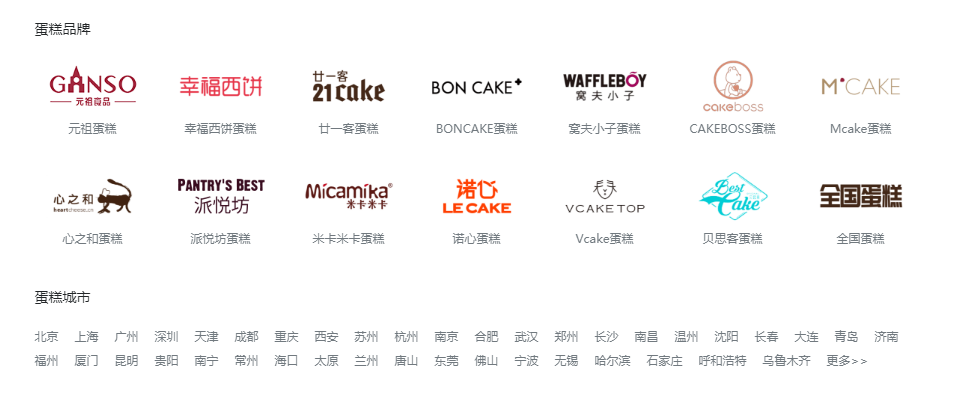 蛋糕品牌
GANSO 幸福西饼 廿一客 BON CAKE WAFFLEBOY cakeboss M CAKE
元祖食品 21cake 窝夫小子
元祖蛋糕 幸福西饼蛋糕 廿一客蛋糕 BONCAKE蛋糕 窝夫小子蛋糕 CAKEBOSS蛋糕 Mcake蛋糕
心之和 PANTRY'S BEST Micamika® 诺心 VCAKE TOP Best Cake 全国蛋糕
heartcheese.cn 派悦坊 米卡米卡 LE CAKE
心之和蛋糕 派悦坊蛋糕 米卡米卡蛋糕 诺心蛋糕 Vcake蛋糕 贝思客蛋糕 全国蛋糕
蛋糕城市
北京 上海 广州 深圳 天津 成都 重庆 西安 苏州 杭州 南京 合肥 武汉 郑州 长沙 南昌 温州 沈阳 长春 大连 青岛 济南
福州 厦门 昆明 贵阳 南宁 常州 海口 太原 兰州 唐山 东莞 佛山 宁波 无锡 哈尔滨 石家庄 呼和浩特 乌鲁木齐 更多>>